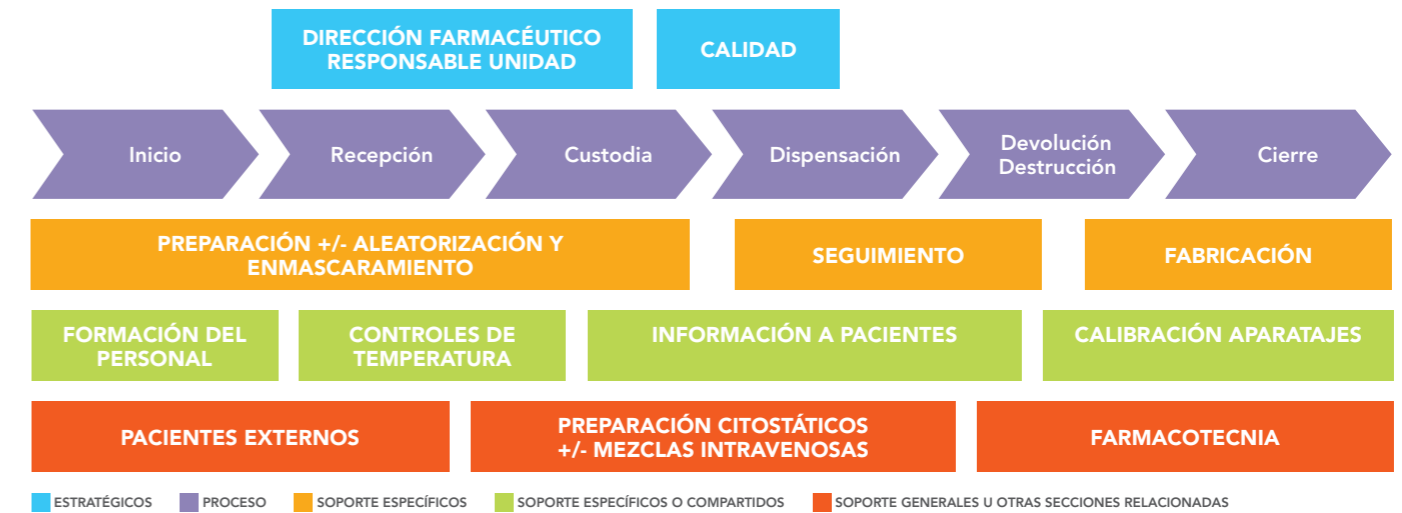 DIRECCIÓN FARMACÉUTICO
RESPONSABLE UNIDAD
CALIDAD
Inicio
Recepción
Custodia
Dispensación
Devolución
Destrucción
Cierre
PREPARACIÓN +/- ALEATORIZACIÓN Y
ENMASCARAMIENTO
SEGUIMIENTO
FABRICACIÓN
FORMACIÓN DEL
PERSONAL
CONTROLES DE
TEMPERATURA
INFORMACIÓN A PACIENTES
CALIBRACIÓN APARATAJES
PACIENTES EXTERNOS
PREPARACIÓN CITOSTÁTICOS
+/- MEZCLAS INTRAVENOSAS
FARMACOTECNIA
ESTRATÉGICOS
PROCESO
SOPORTE ESPECÍFICOS
SOPORTE ESPECÍFICOS O COMPARTIDOS
SOPORTE GENERALES U OTRAS SECCIONES RELACIONADAS